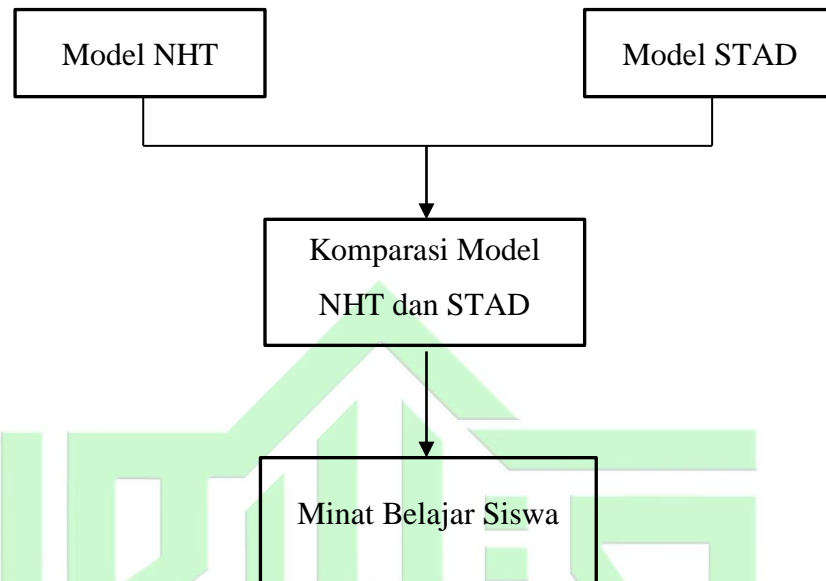 Model NHT
Model STAD
Komparasi Model
NHT dan STAD
Minat Belajar Siswa